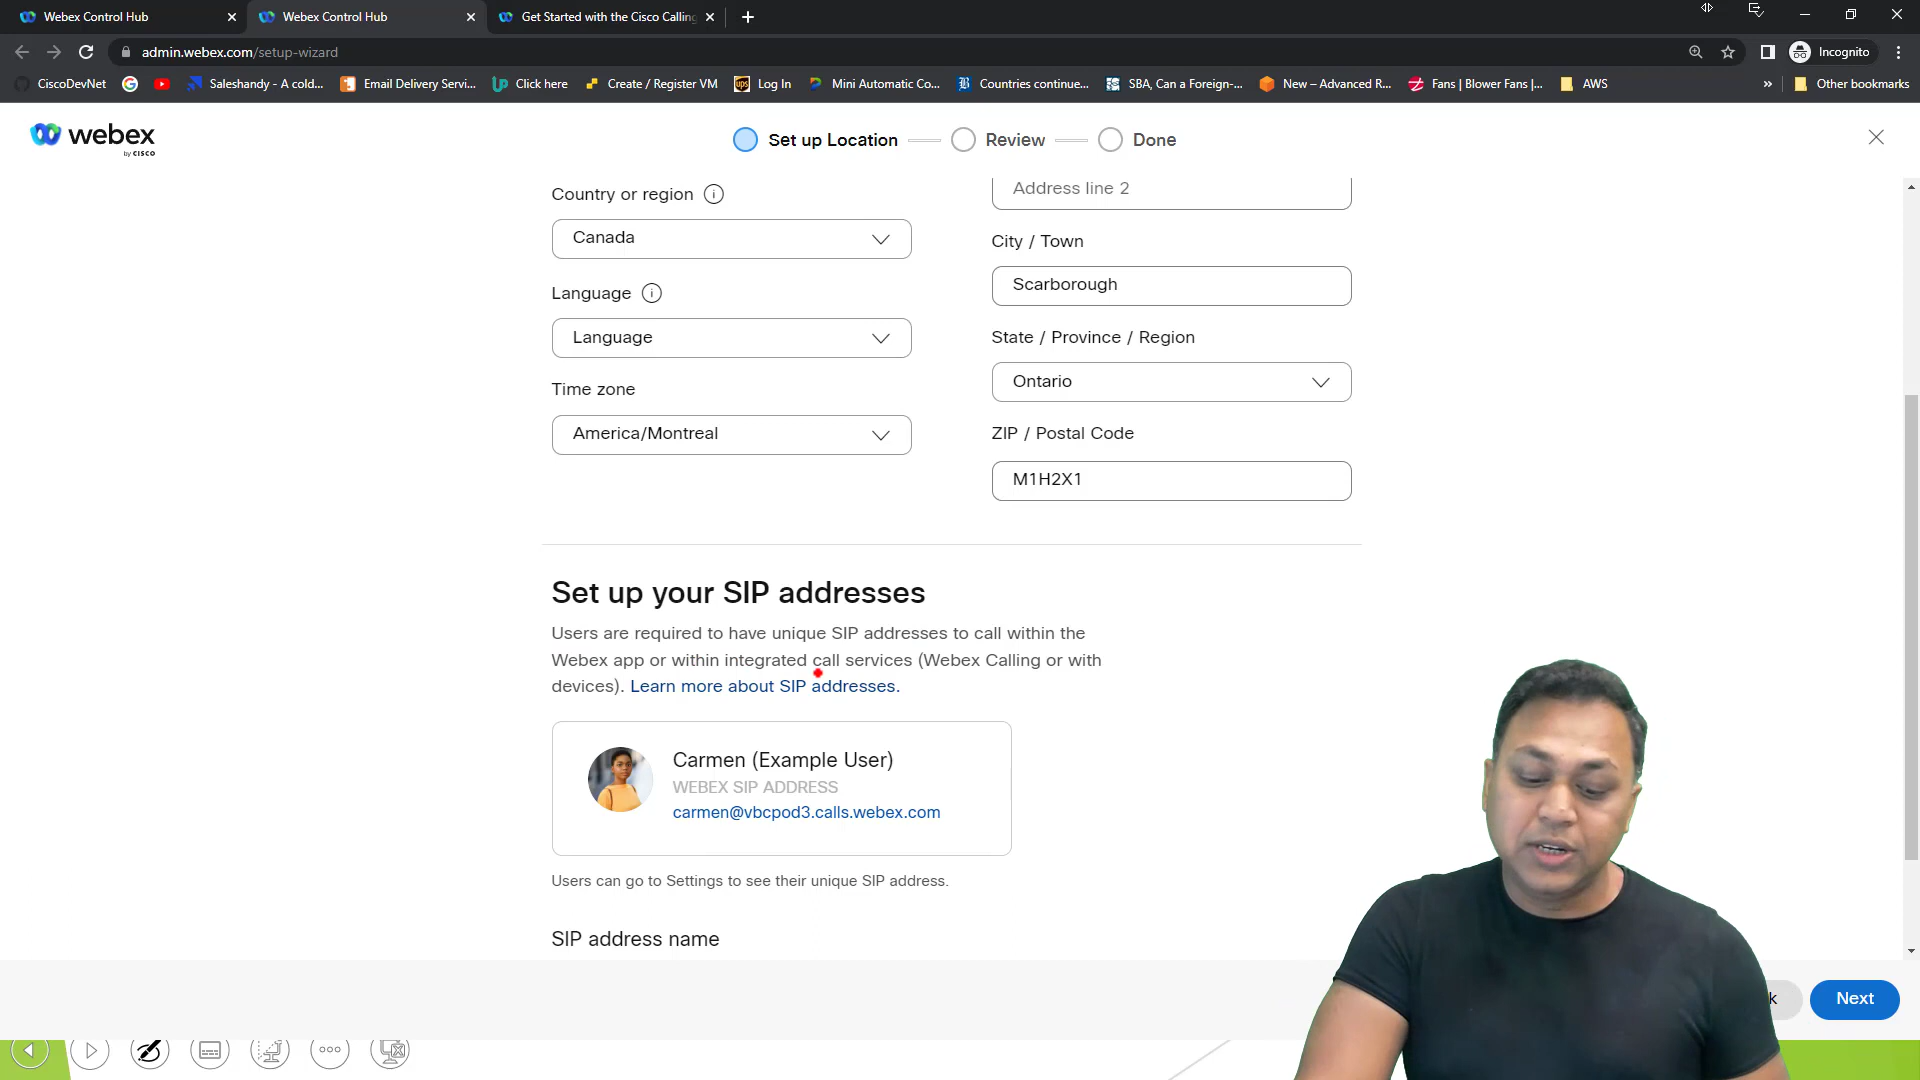 Webex Control Hub
Webex Control Hub
Get Started with the Cisco Calling
admin.webex.com/setup-wizard
Incognito
CiscoDevNet
Saleshandy - A cold...
Email Delivery Servi...
Click here
Create / Register VM
Log In
Mini Automatic Co...
Countries continue...
SBA, Can a Foreign-...
New – Advanced R...
Fans | Blower Fans |...
AWS
»
Other bookmarks
webex
by CISCO
Set up Location
Review
Done
Country or region
Canada
Language
Language
Time zone
America/Montreal
Address line 2
City / Town
Scarborough
State / Province / Region
Ontario
ZIP / Postal Code
M1H2X1
Set up your SIP addresses
Users are required to have unique SIP addresses to call within the
Webex app or within integrated call services (Webex Calling or with
devices). Learn more about SIP addresses.
Carmen (Example User)
WEBEX SIP ADDRESS
carmen@vbcpod3.calls.webex.com
Users can go to Settings to see their unique SIP address.
SIP address name
k
Next